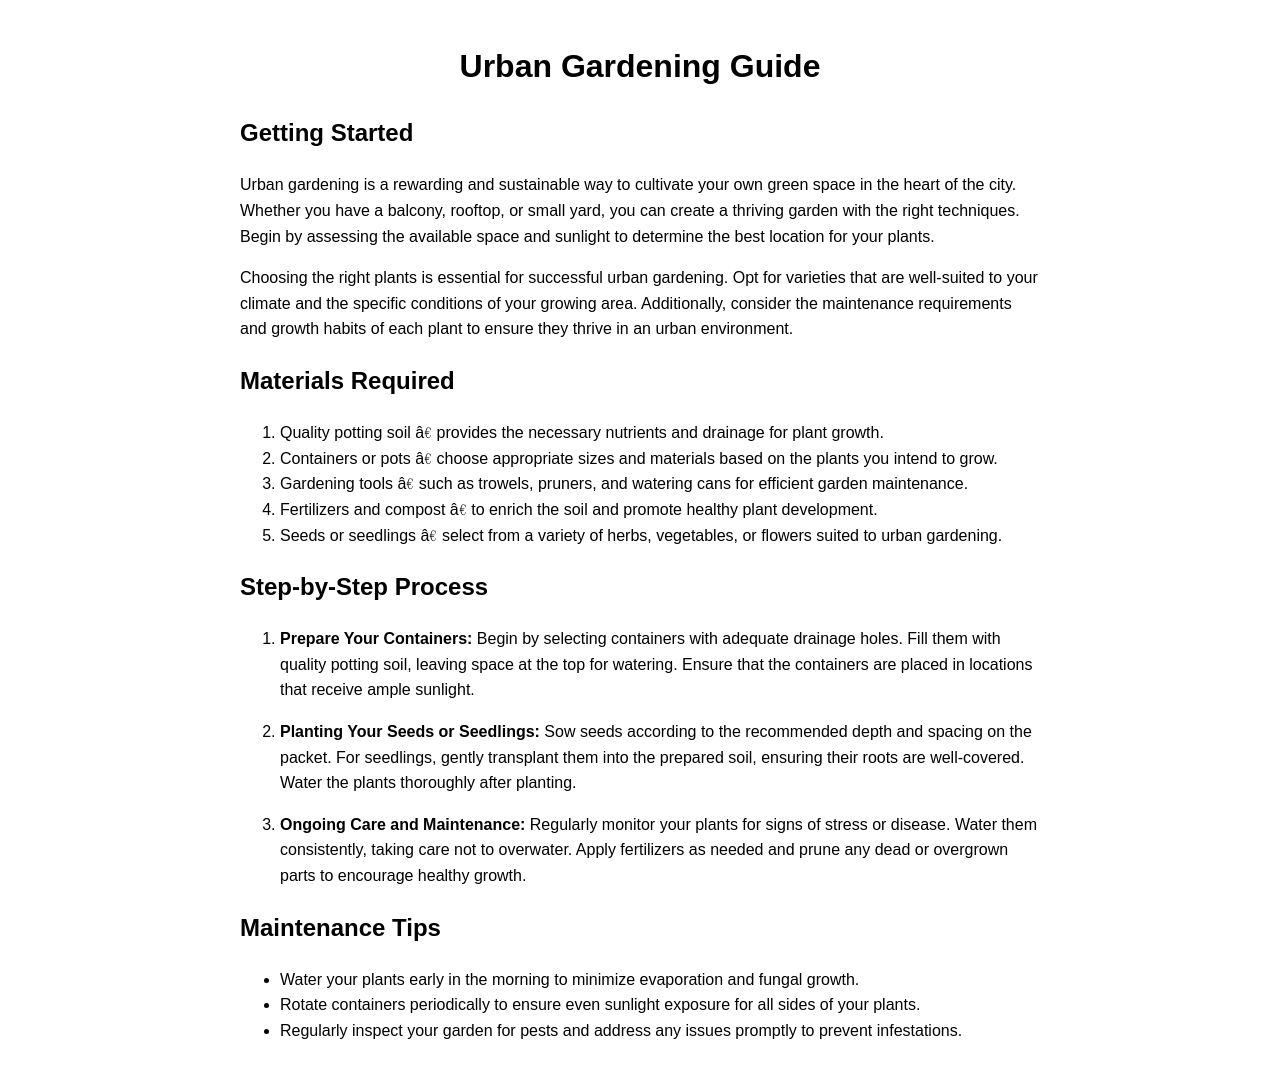 Urban Gardening Guide
Getting Started
Urban gardening is a rewarding and sustainable way to cultivate your own green space in the heart of the city.
Whether you have a balcony, rooftop, or small yard, you can create a thriving garden with the right techniques.
Begin by assessing the available space and sunlight to determine the best location for your plants.
Choosing the right plants is essential for successful urban gardening. Opt for varieties that are well-suited to your
climate and the specific conditions of your growing area. Additionally, consider the maintenance requirements
and growth habits of each plant to ensure they thrive in an urban environment.
Materials Required
1. Quality potting soil â€ provides the necessary nutrients and drainage for plant growth.
2. Containers or pots â€ choose appropriate sizes and materials based on the plants you intend to grow.
3. Gardening tools â€ such as trowels, pruners, and watering cans for efficient garden maintenance.
4. Fertilizers and compost â€ to enrich the soil and promote healthy plant development.
5. Seeds or seedlings â€ select from a variety of herbs, vegetables, or flowers suited to urban gardening.
Step-by-Step Process
1. Prepare Your Containers: Begin by selecting containers with adequate drainage holes. Fill them with
quality potting soil, leaving space at the top for watering. Ensure that the containers are placed in locations
that receive ample sunlight.
2. Planting Your Seeds or Seedlings: Sow seeds according to the recommended depth and spacing on the
packet. For seedlings, gently transplant them into the prepared soil, ensuring their roots are well-covered.
Water the plants thoroughly after planting.
3. Ongoing Care and Maintenance: Regularly monitor your plants for signs of stress or disease. Water them
consistently, taking care not to overwater. Apply fertilizers as needed and prune any dead or overgrown
parts to encourage healthy growth.
Maintenance Tips
• Water your plants early in the morning to minimize evaporation and fungal growth.
• Rotate containers periodically to ensure even sunlight exposure for all sides of your plants.
• Regularly inspect your garden for pests and address any issues promptly to prevent infestations.